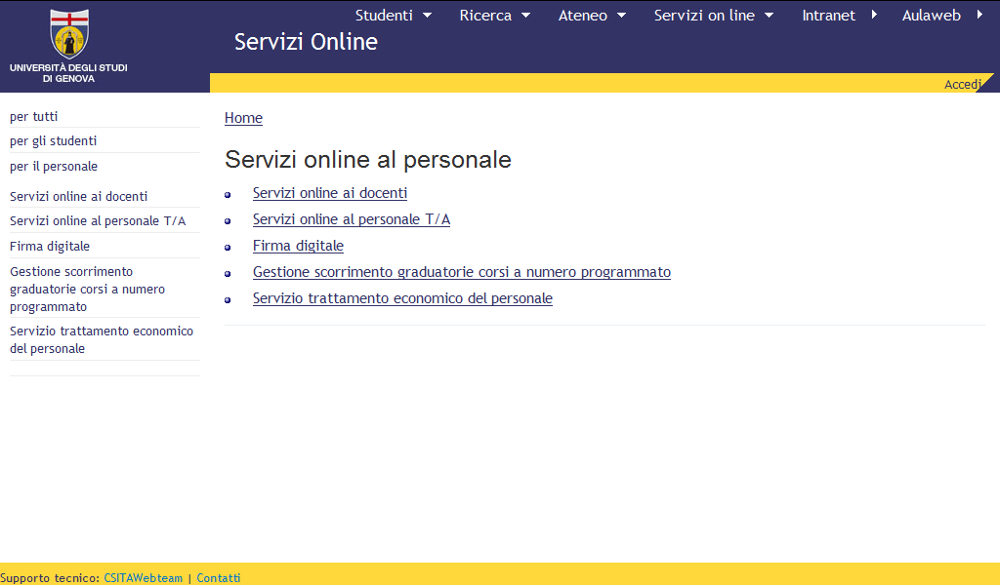 Studenti Ricerca Ateneo Servizi on line Intranet Aulaweb
Servizi Online
UNIVERSITÀ DEGLI STUDI
DI GENOVA
Accedi
per tutti
per gli studenti
per il personale
Servizi online ai docenti
Servizi online al personale T/A
Firma digitale
Gestione scorrimento
graduatorie corsi a numero
programmato
Servizio trattamento economico
del personale
Home
Servizi online al personale
Servizi online ai docenti
Servizi online al personale T/A
Firma digitale
Gestione scorrimento graduatorie corsi a numero programmato
Servizio trattamento economico del personale
Supporto tecnico: CSITAWebteam | Contatti